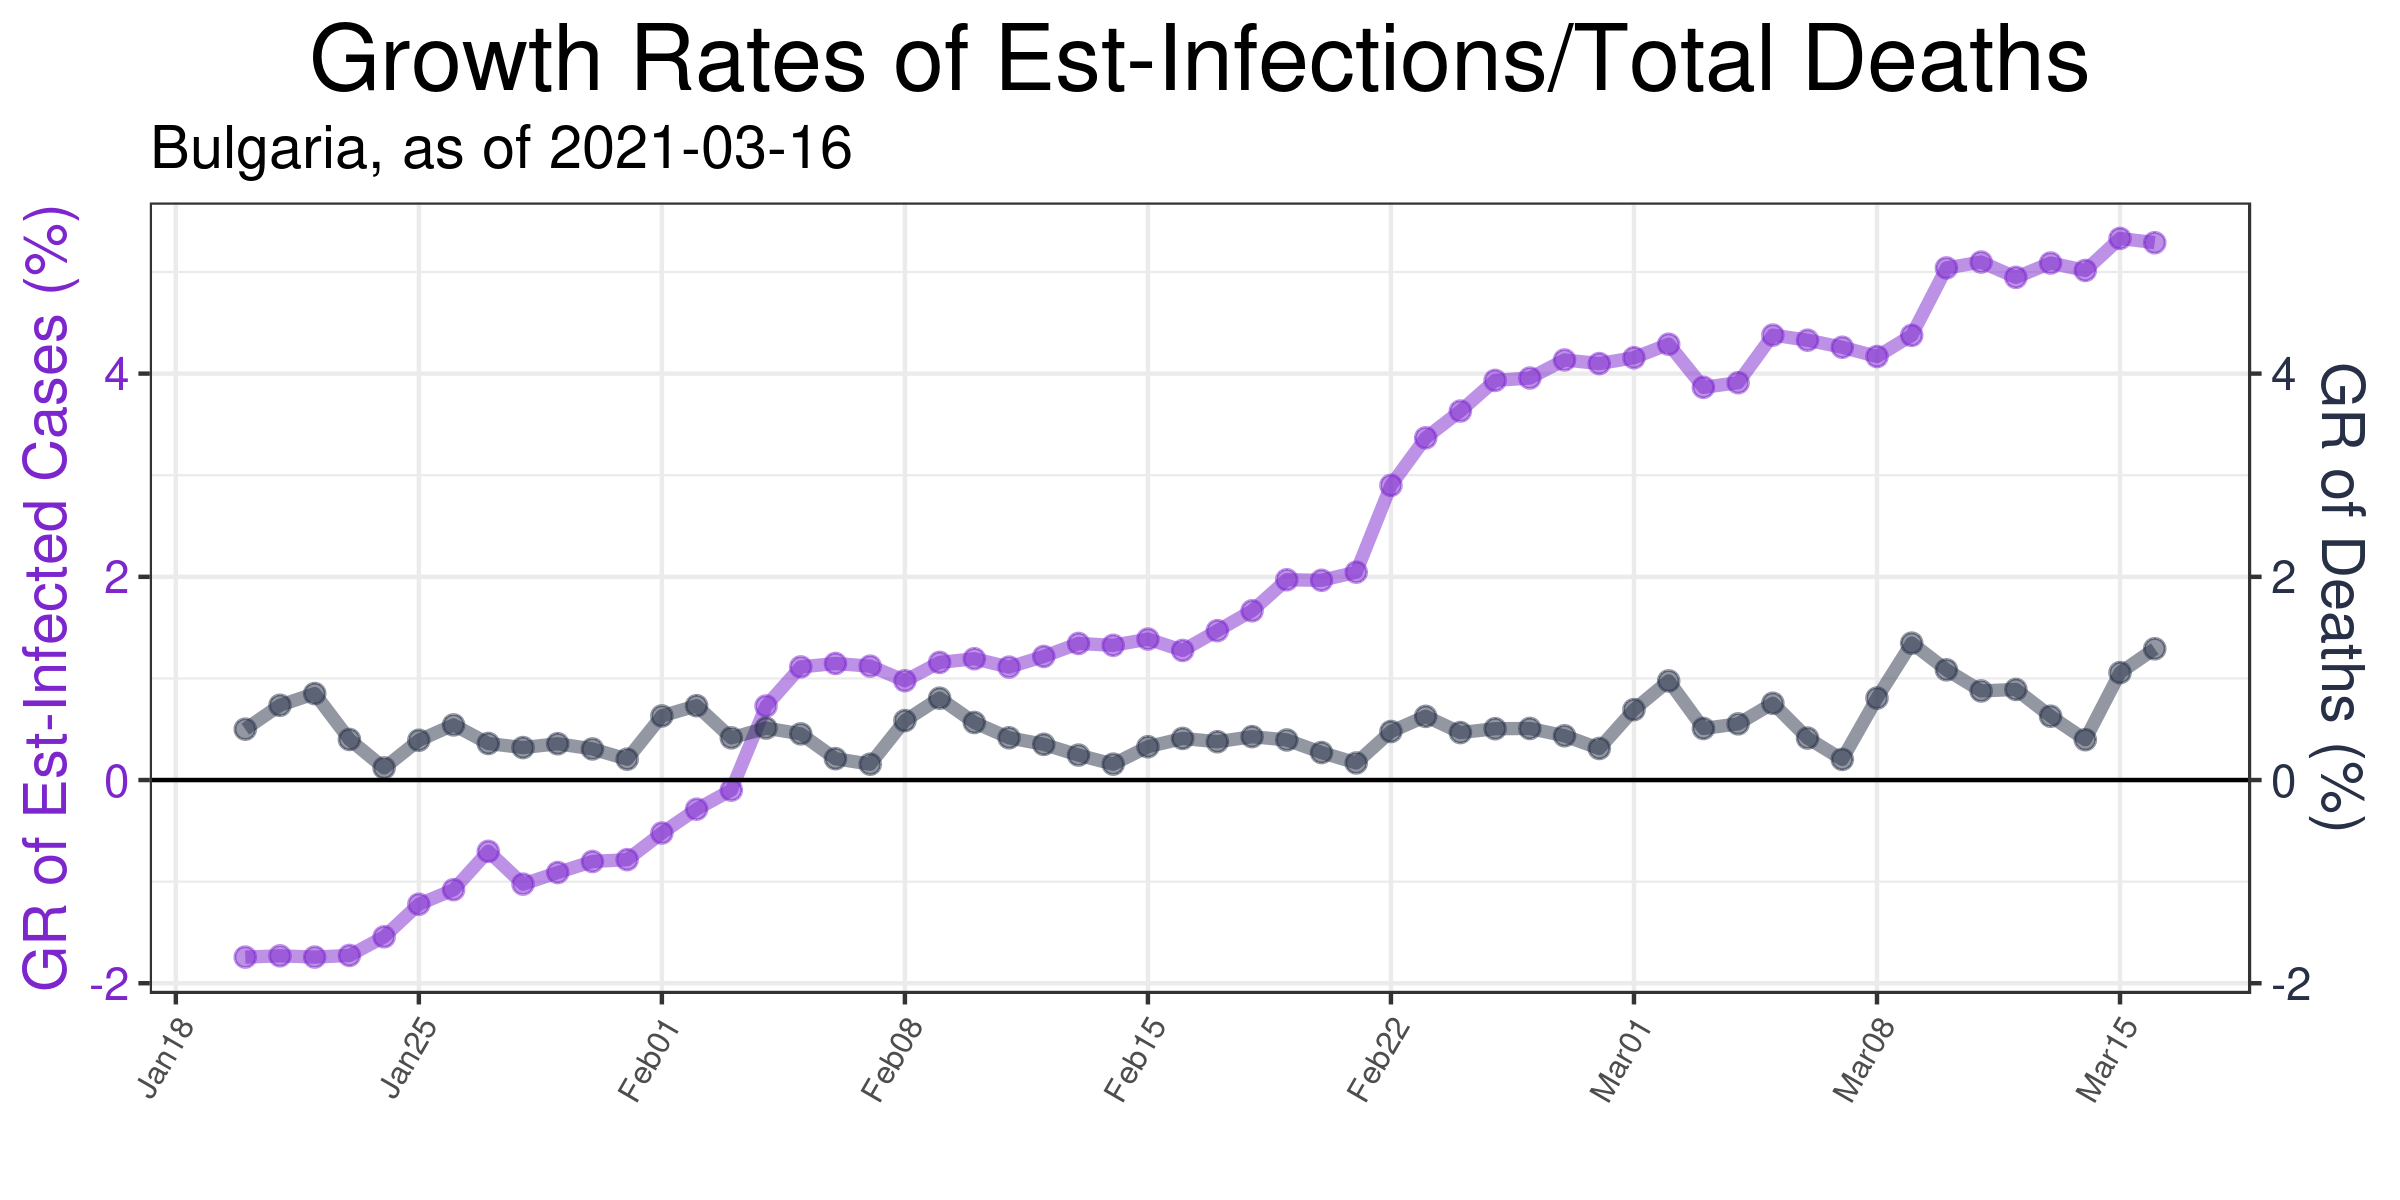 Growth Rates of Est-Infections/Total Deaths
Bulgaria, as of 2021-03-16
GR of Est-Infected Cases (%)
4
2
0
-2
4
2
0
-2
GR of Deaths (%)
Jan18
Jan25
Feb01
Feb08
Feb15
Feb22
Mar01
Mar08
Mar15